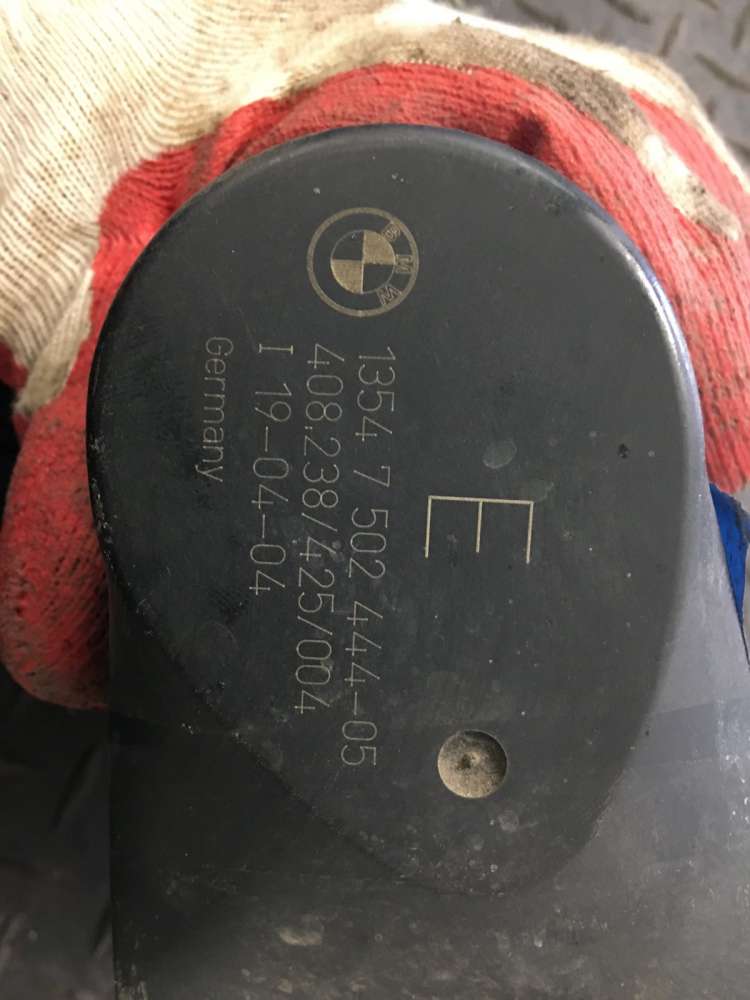 BMW
1354 7 502 444-05
408.238/425/004
I 19-04-04
Germany
E